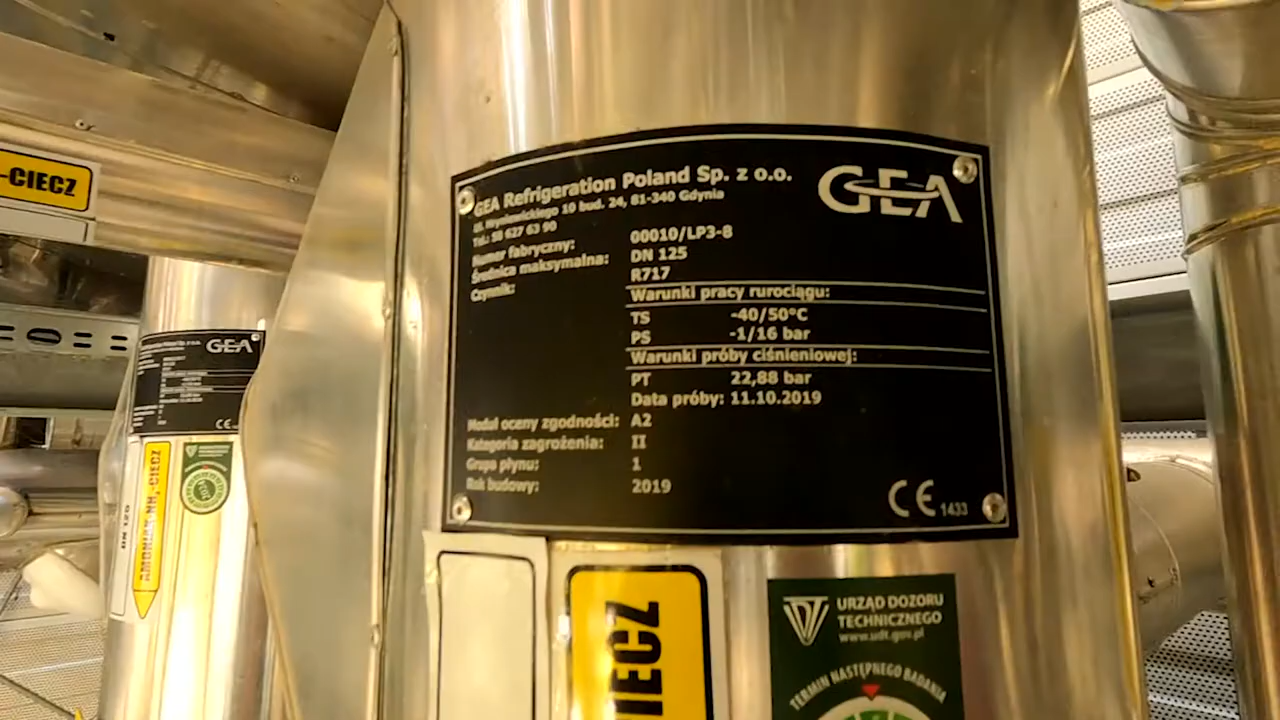 GEA Refrigeration Poland Sp. z o.o.
10 bud. 24, 81-340 Gdynia
Tel.: 58 627 63 90
GEA
Numer fabryczny: 00010/LP3-8
Średnica maksymalna: DN 125
Czynnik: R717
Warunki pracy rurociągu:
TS -40/50°C
PS -1/16 bar
Warunki próby ciśnieniowej:
PT 22,88 bar
Data próby: 11.10.2019
Moduł oceny zgodności: A2
Kategoria zagrożenia: II
Grupa płynu: 1
Rok budowy: 2019
CE 1433
-CIECZ
GEA
CE
AMONIAK-NH₃-CIECZ
CIECZ
URZĄD DOZORU
TECHNICZNEGO
www.udt.gov.pl
TERMIN NASTĘPNEGO BADANIA